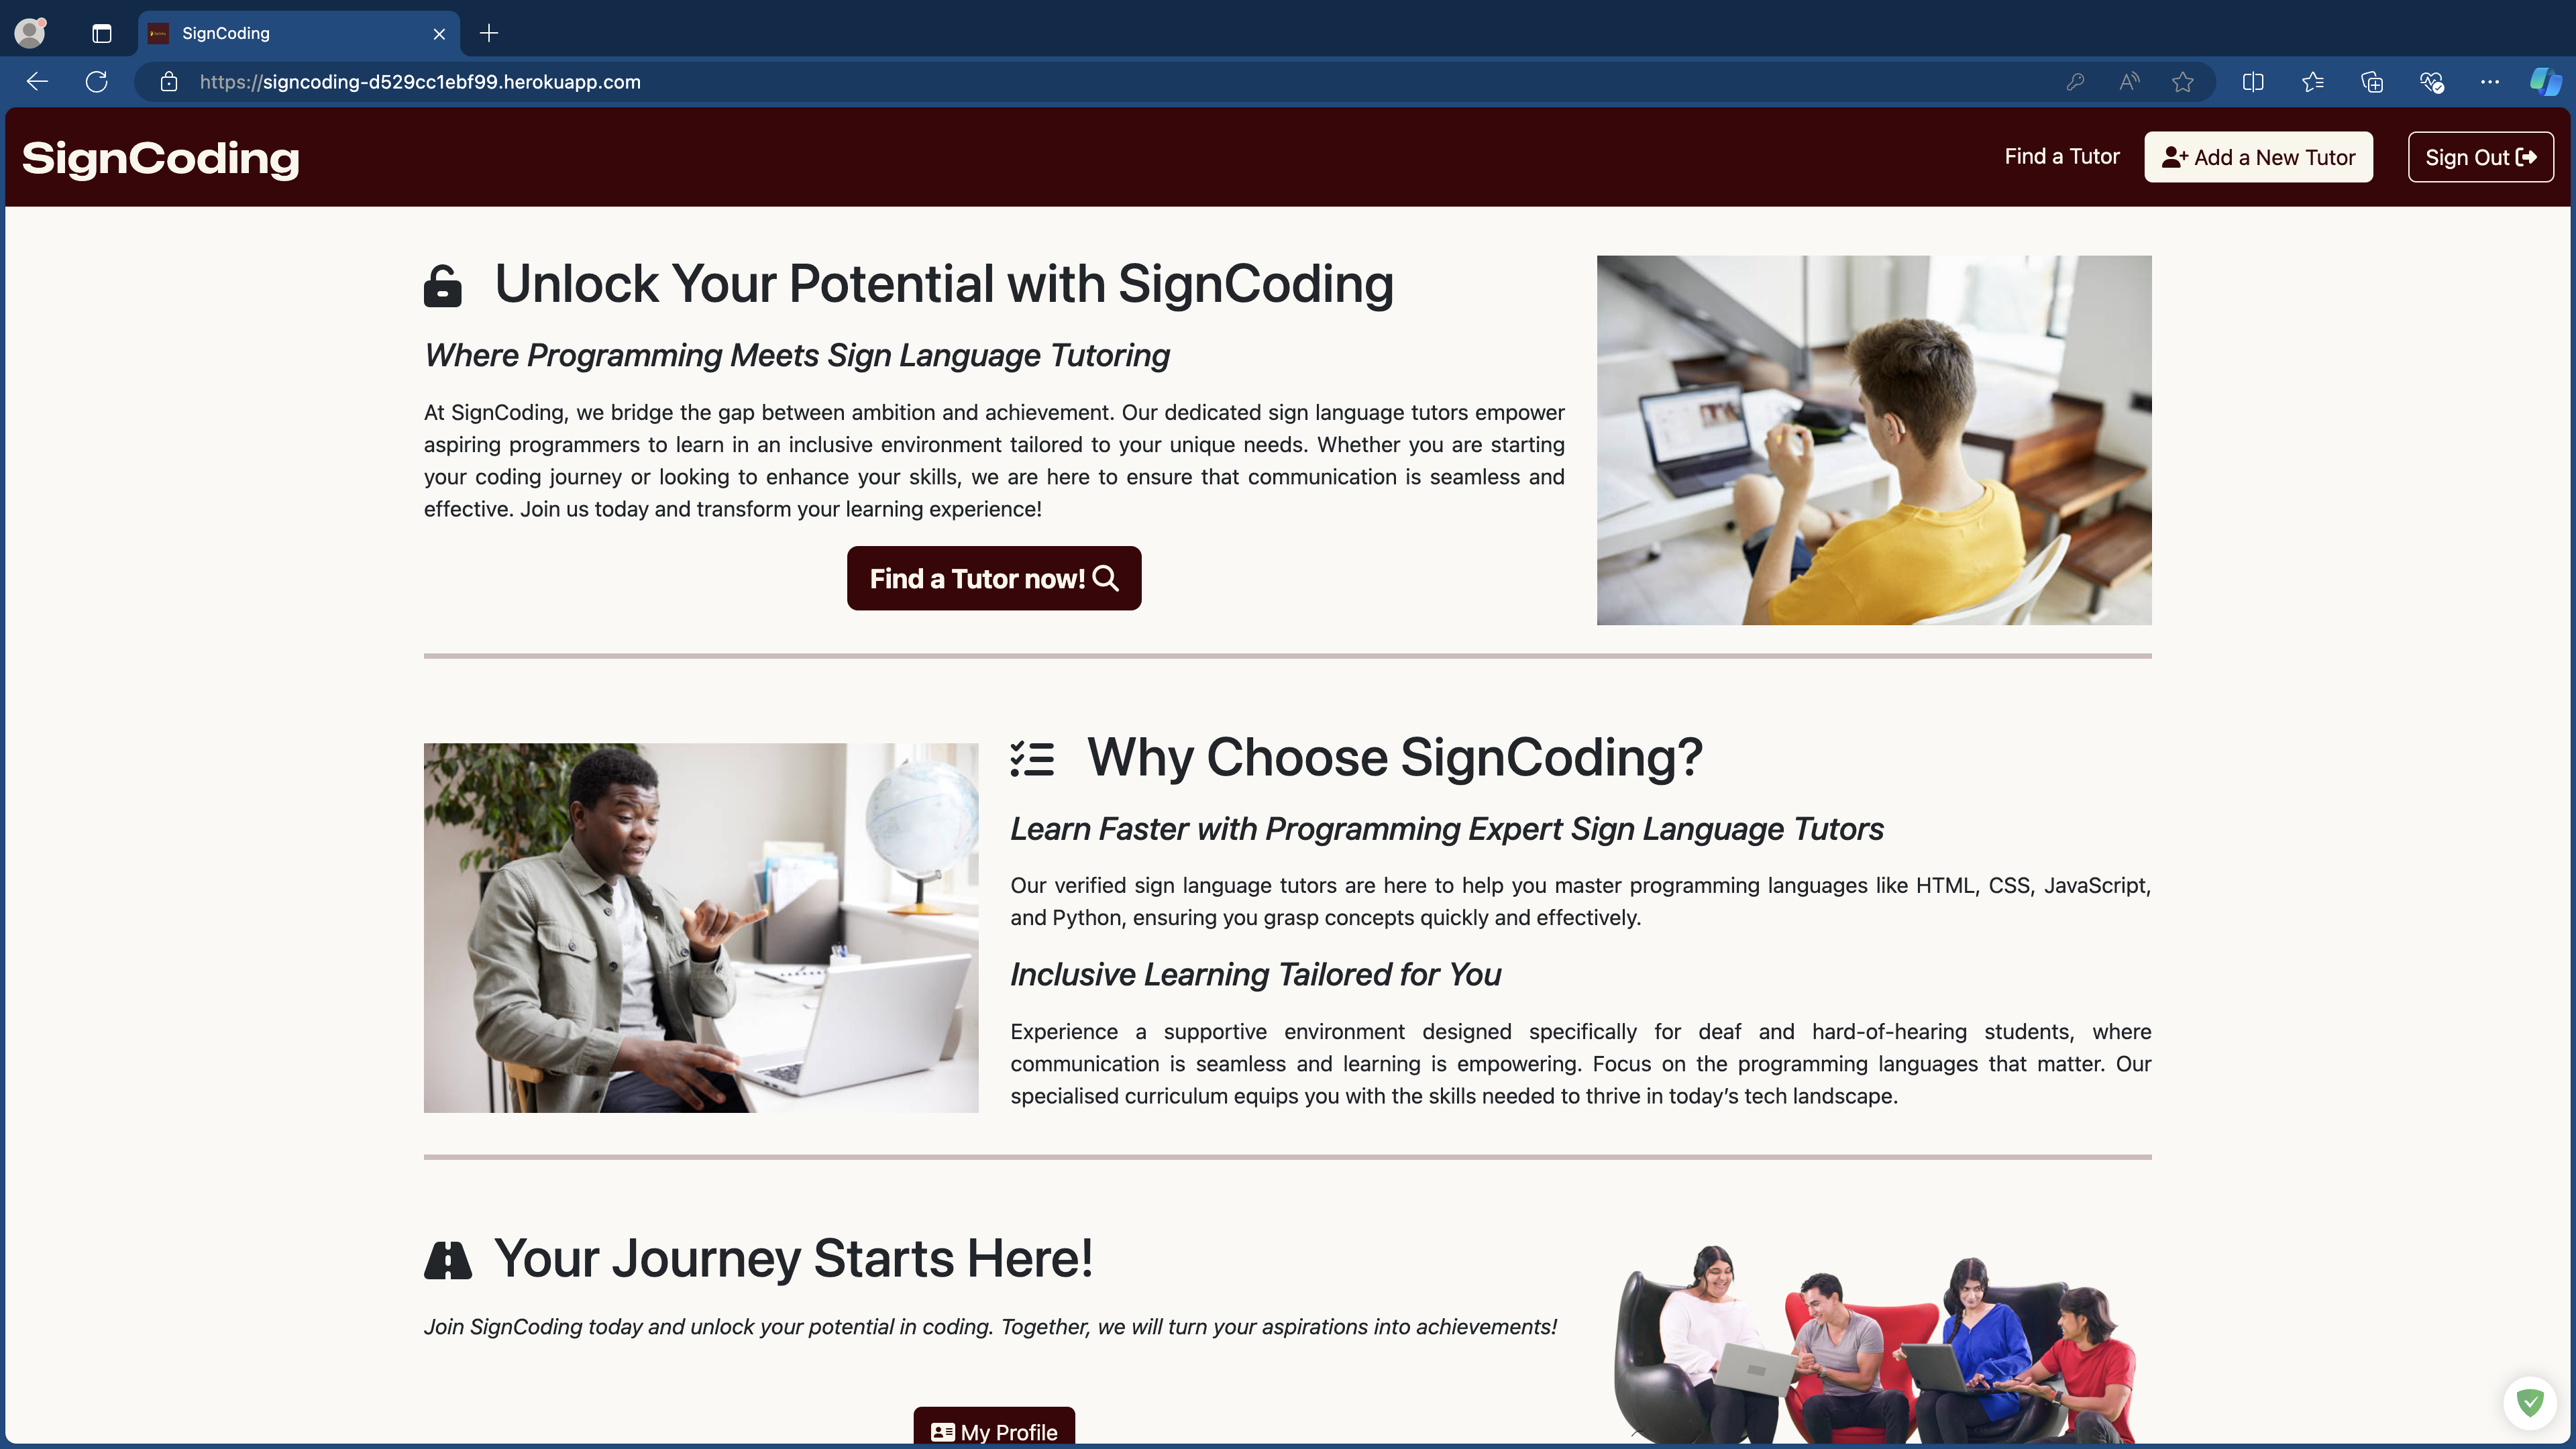 SignCoding
https://signcoding-d529cc1ebf99.herokuapp.com
SignCoding
Find a Tutor
Add a New Tutor
Sign Out
Unlock Your Potential with SignCoding
Where Programming Meets Sign Language Tutoring
At SignCoding, we bridge the gap between ambition and achievement. Our dedicated sign language tutors empower
aspiring programmers to learn in an inclusive environment tailored to your unique needs. Whether you are starting
your coding journey or looking to enhance your skills, we are here to ensure that communication is seamless and
effective. Join us today and transform your learning experience!
Find a Tutor now!
Why Choose SignCoding?
Learn Faster with Programming Expert Sign Language Tutors
Our verified sign language tutors are here to help you master programming languages like HTML, CSS, JavaScript,
and Python, ensuring you grasp concepts quickly and effectively.
Inclusive Learning Tailored for You
Experience a supportive environment designed specifically for deaf and hard-of-hearing students, where
communication is seamless and learning is empowering. Focus on the programming languages that matter. Our
specialised curriculum equips you with the skills needed to thrive in today’s tech landscape.
Your Journey Starts Here!
Join SignCoding today and unlock your potential in coding. Together, we will turn your aspirations into achievements!
My Profile